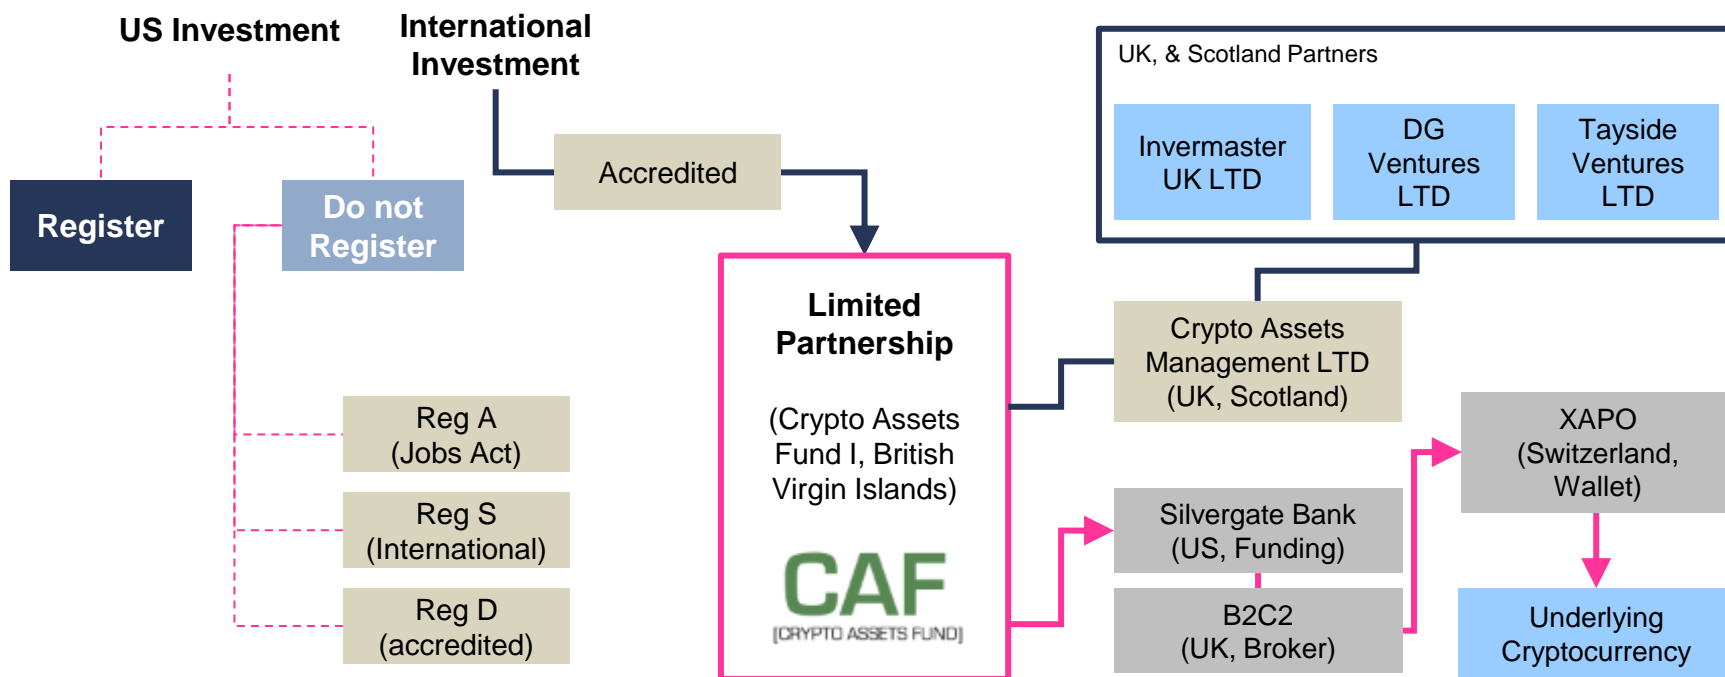 US Investment
International
Investment
Accredited
Register
Do not
Register
Reg A
(Jobs Act)
Reg S
(International)
Reg D
(accredited)
Limited
Partnership
(Crypto Assets
Fund I, British
Virgin Islands)
CAF
[CRYPTO ASSETS FUND]
UK, & Scotland Partners
Invermaster
UK LTD
DG
Ventures
LTD
Tayside
Ventures
LTD
Crypto Assets
Management LTD
(UK, Scotland)
Silvergate Bank
(US, Funding)
B2C2
(UK, Broker)
XAPO
(Switzerland,
Wallet)
Underlying
Cryptocurrency